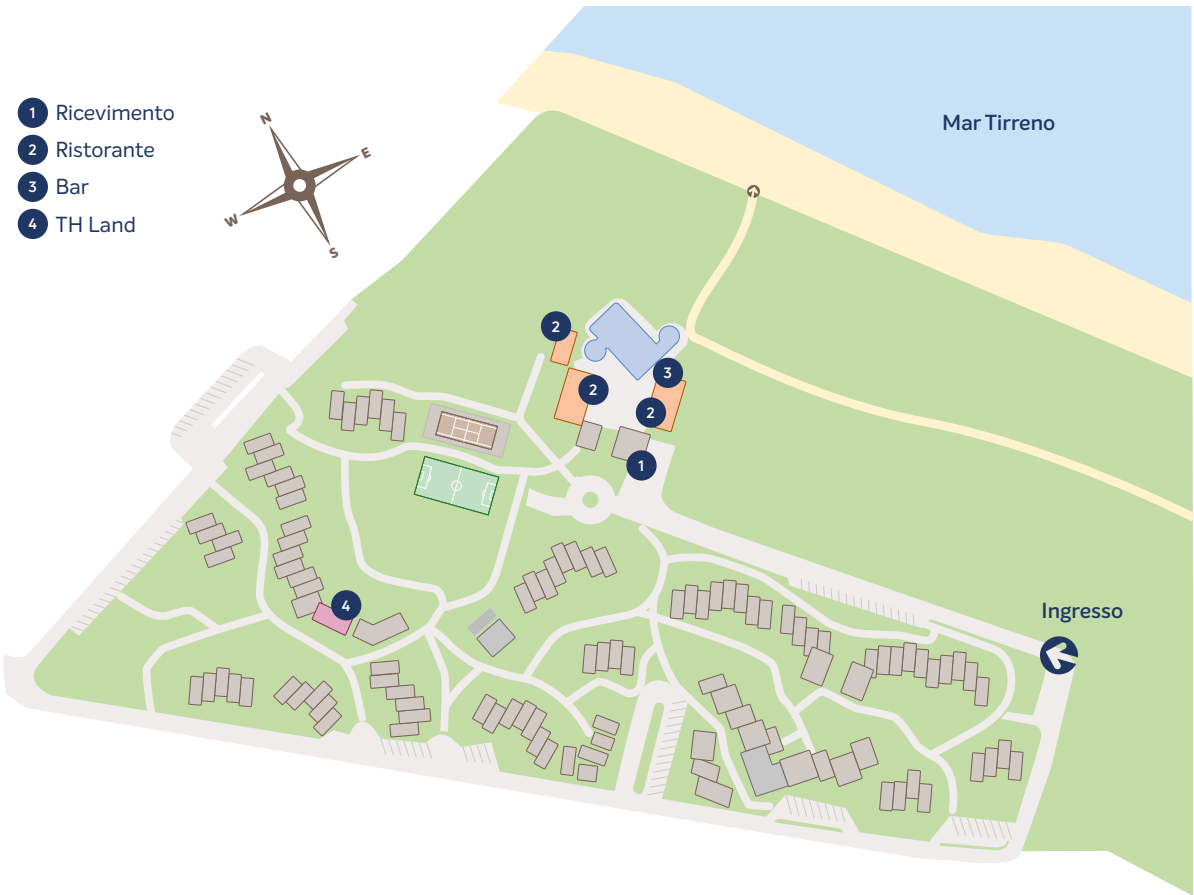 1 Ricevimento
2 Ristorante
3 Bar
4 TH Land
N
E
W
S
Mar Tirreno
2
3
2
2
1
4
Ingresso